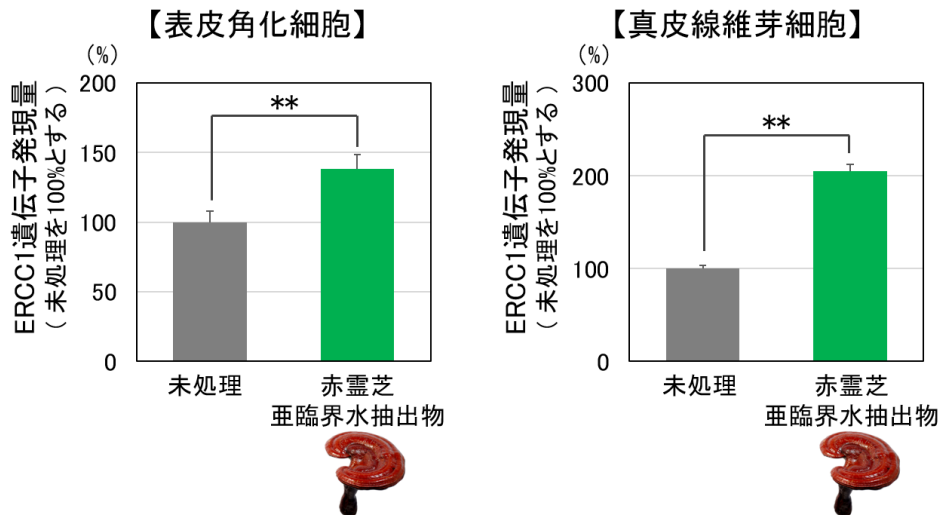 【表皮角化細胞】
(%)
ERCC1遺伝子発現量
(未処理を100%とする)
200
150
100
50
0
**
未処理
赤霊芝
亜臨界水抽出物
【真皮線維芽細胞】
(%)
ERCC1遺伝子発現量
(未処理を100%とする)
300
200
100
0
**
未処理
赤霊芝
亜臨界水抽出物